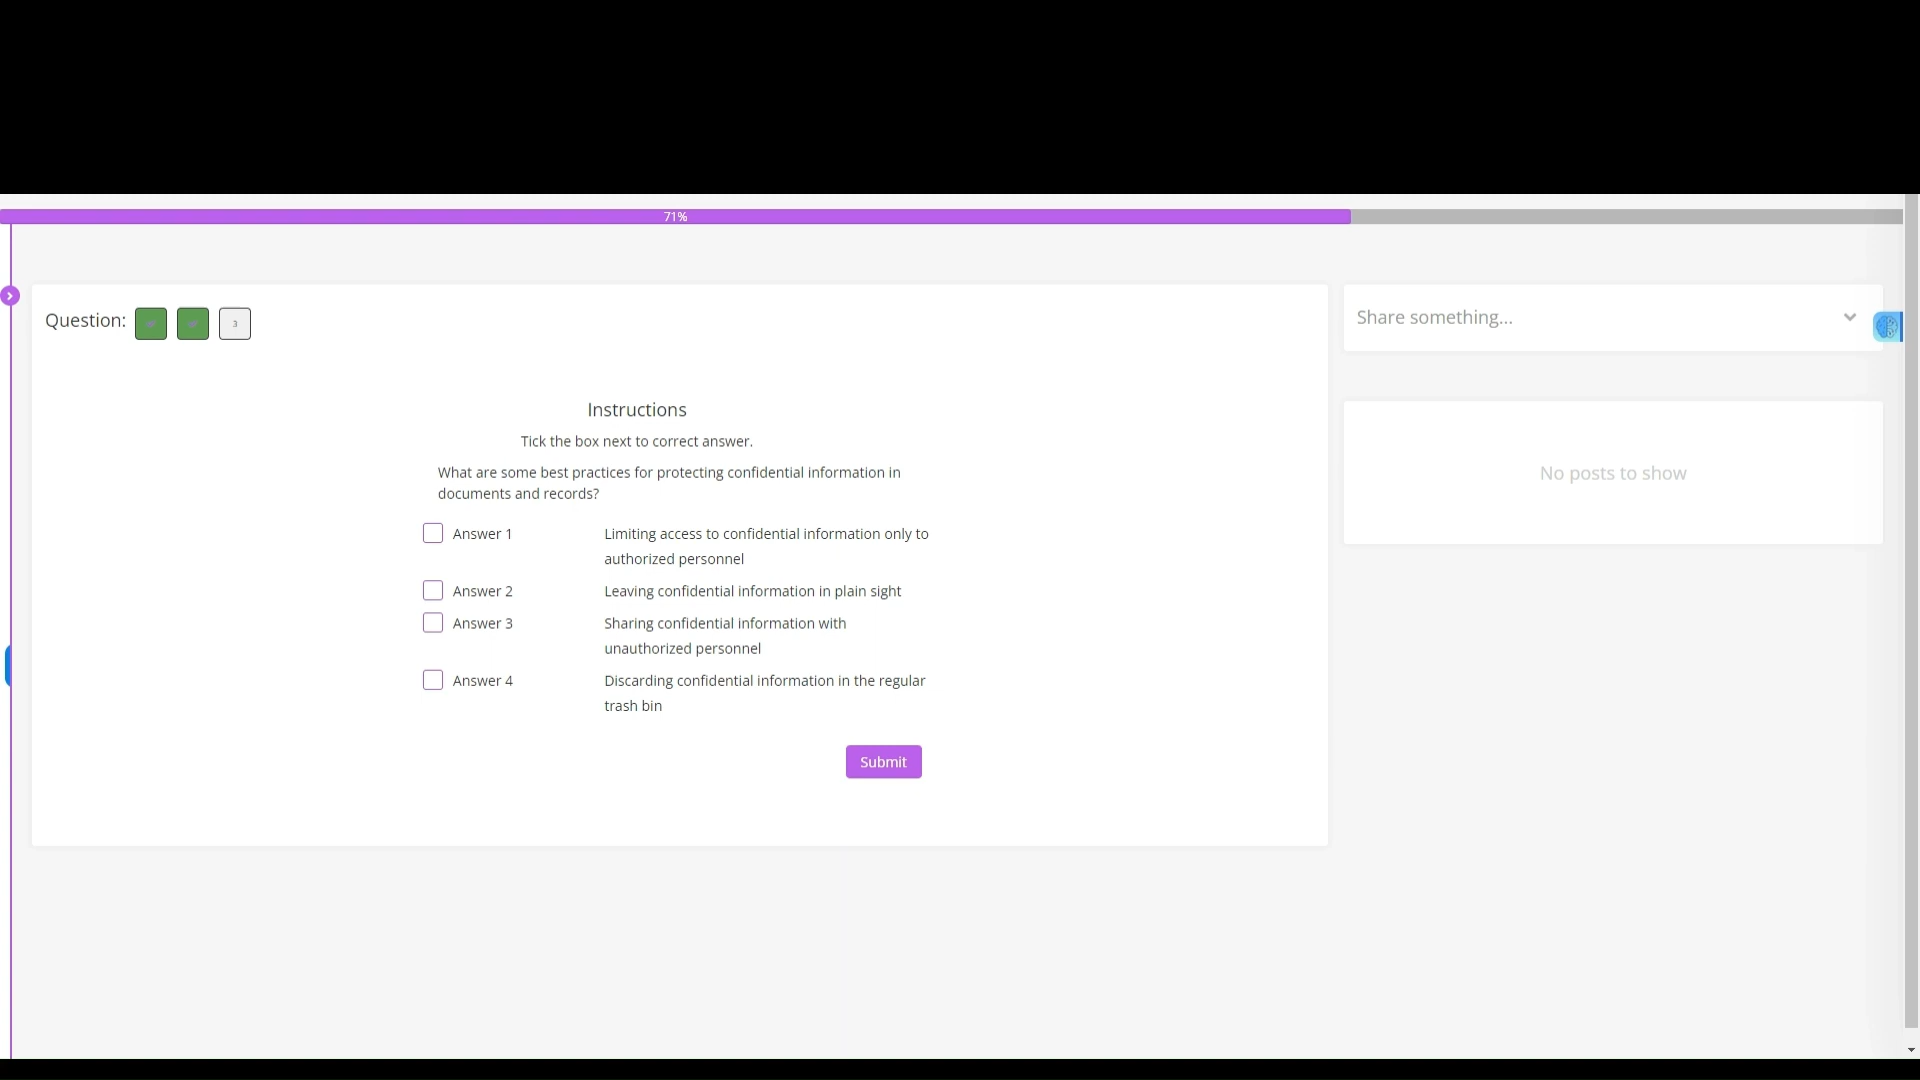 71%
Question:
3
Share something...
Instructions
Tick the box next to correct answer.
What are some best practices for protecting confidential information in
documents and records?
No posts to show
Answer 1 Limiting access to confidential information only to
authorized personnel
Answer 2 Leaving confidential information in plain sight
Answer 3 Sharing confidential information with
unauthorized personnel
Answer 4 Discarding confidential information in the regular
trash bin
Submit